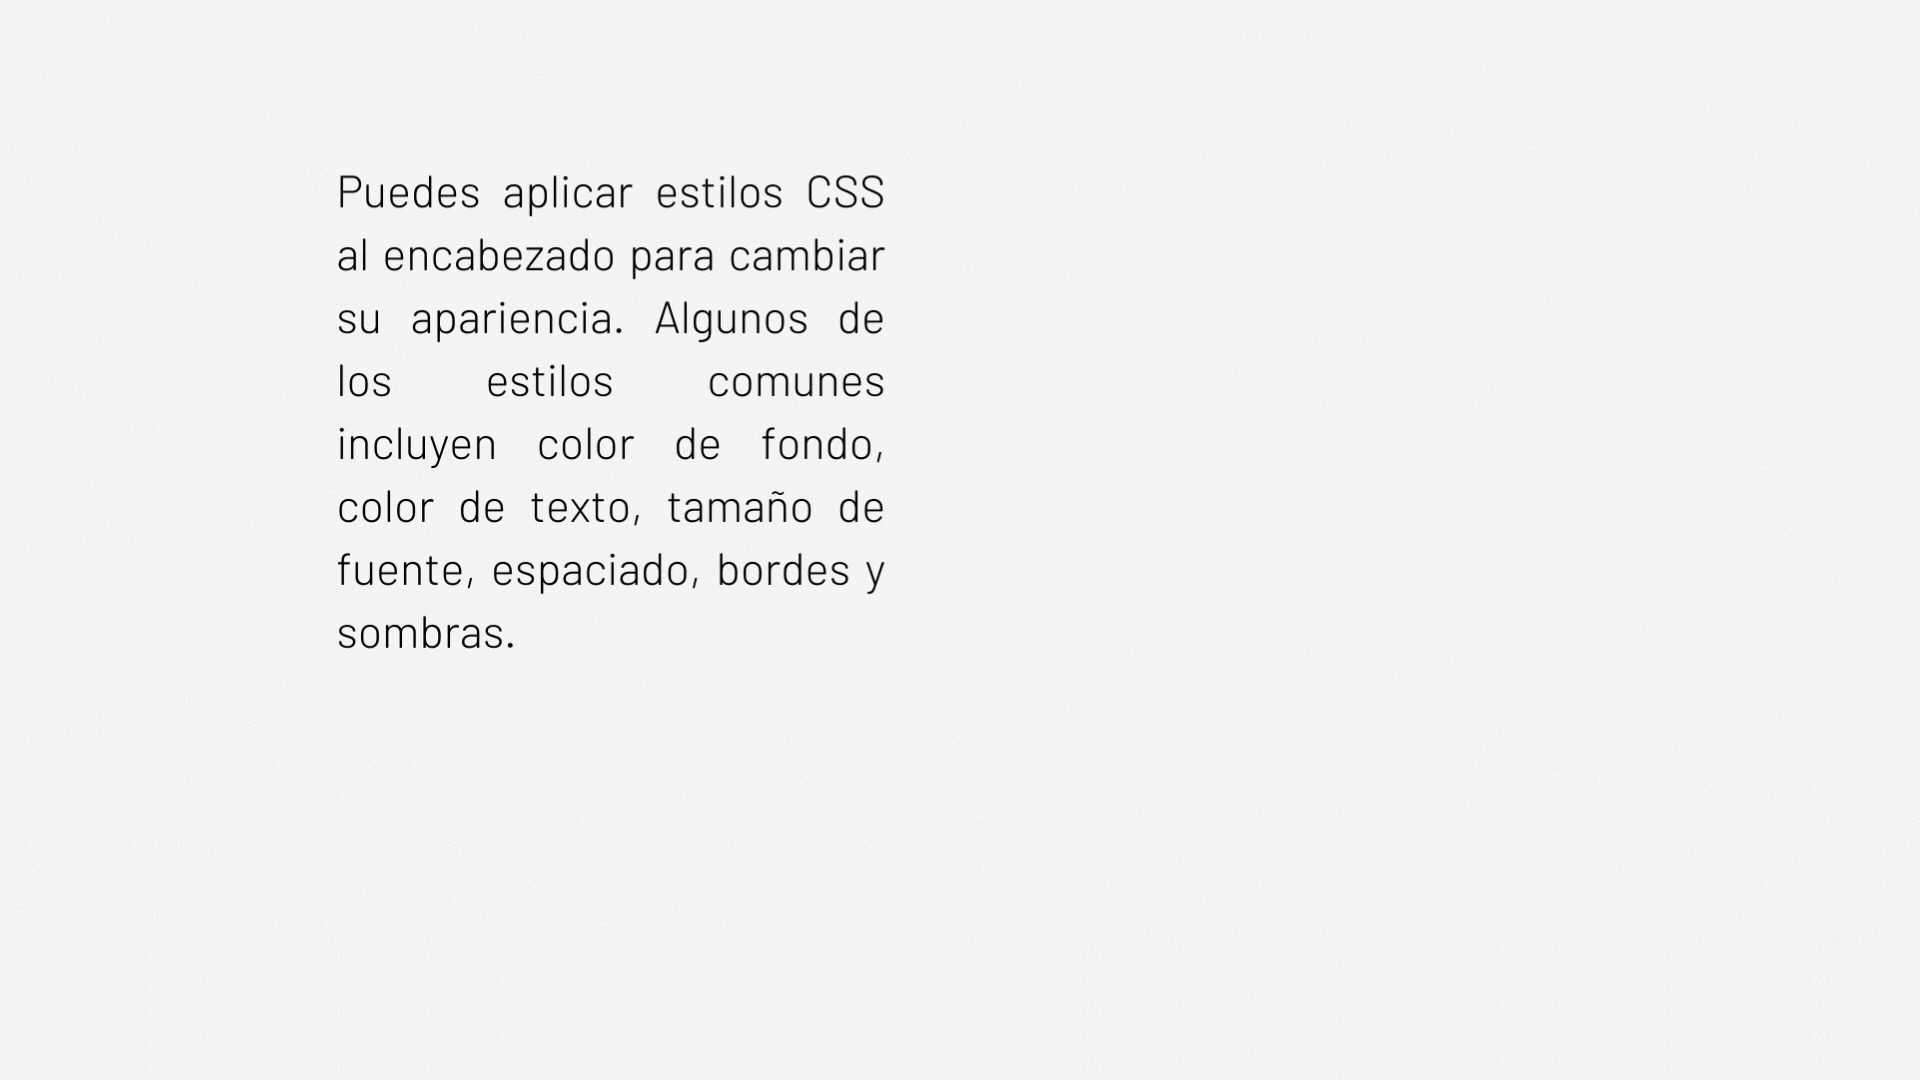 Puedes aplicar estilos CSS
al encabezado para cambiar
su apariencia. Algunos de
los estilos comunes
incluyen color de fondo,
color de texto, tamaño de
fuente, espaciado, bordes y
sombras.